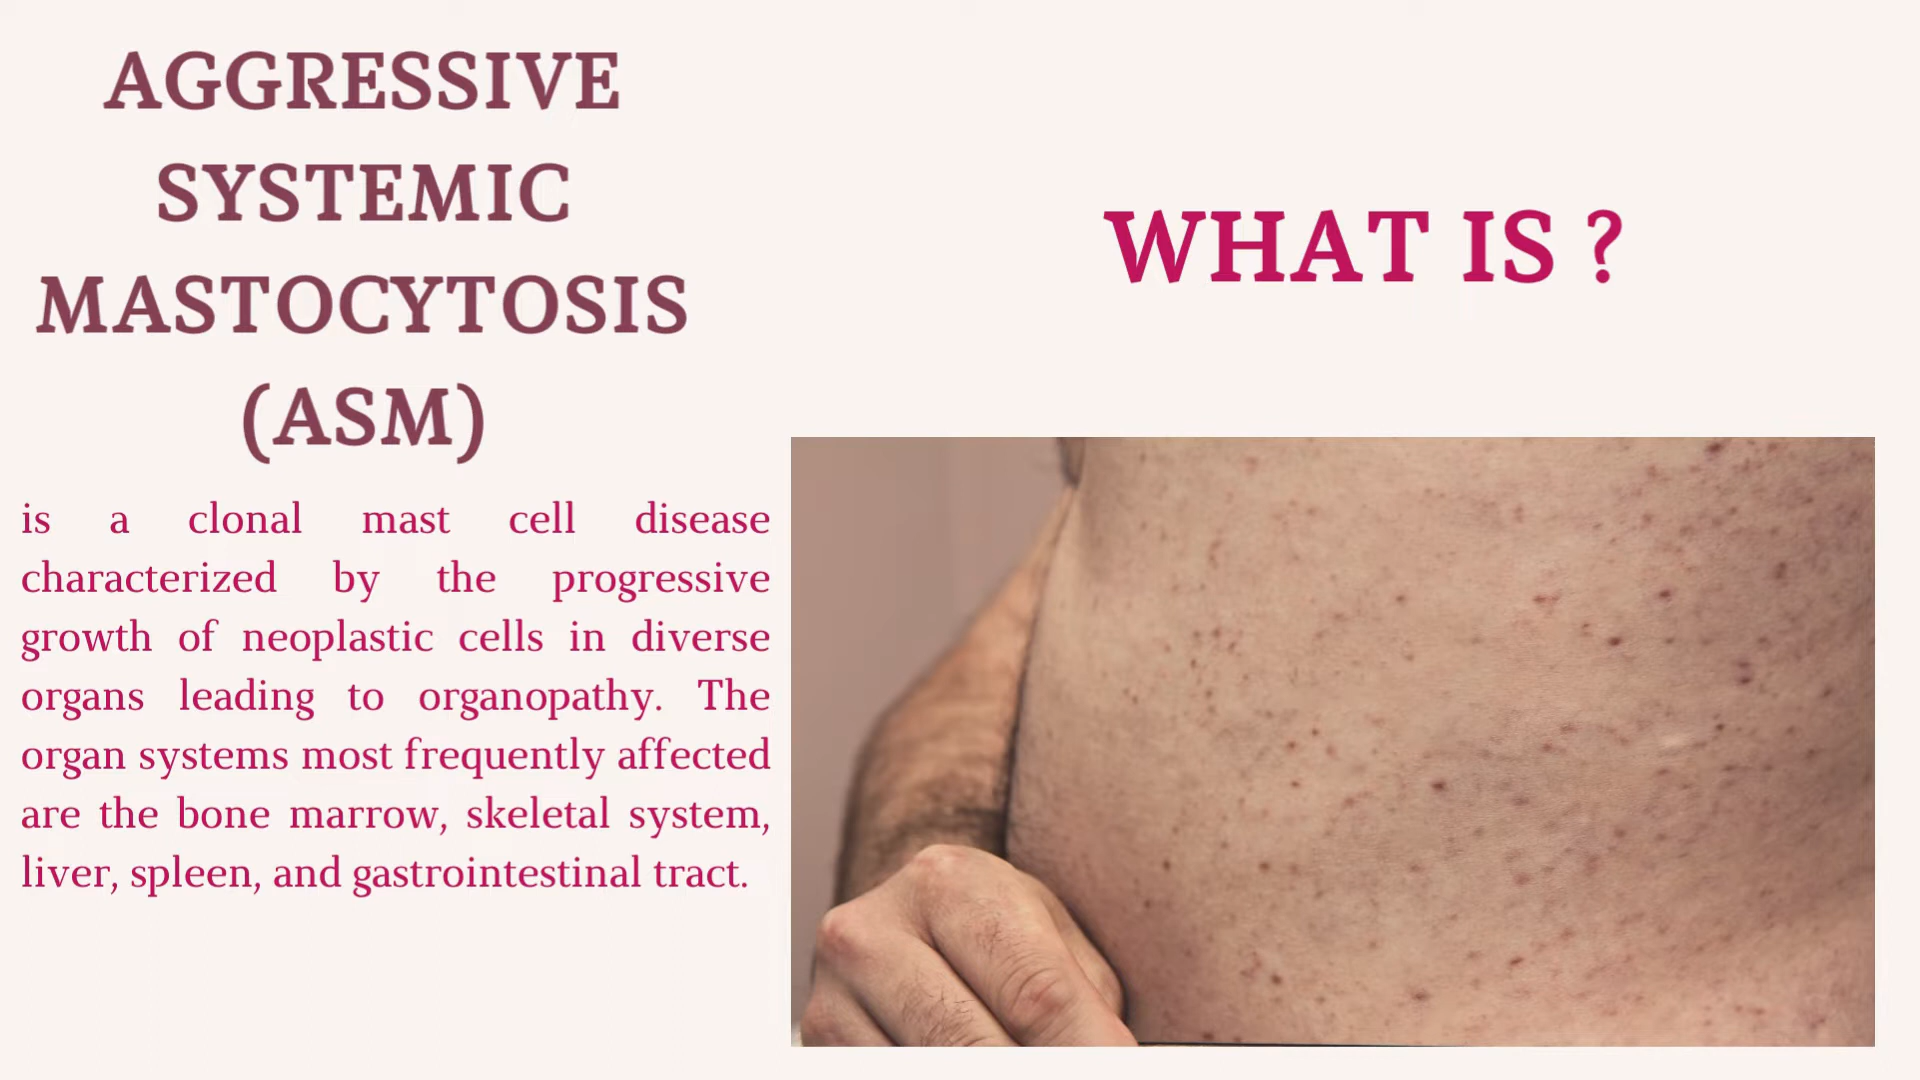 AGGRESSIVE
SYSTEMIC
MASTOCYTOSIS
(ASM)
is a clonal mast cell disease
characterized by the progressive
growth of neoplastic cells in diverse
organs leading to organopathy. The
organ systems most frequently affected
are the bone marrow, skeletal system,
liver, spleen, and gastrointestinal tract.
WHAT IS ?